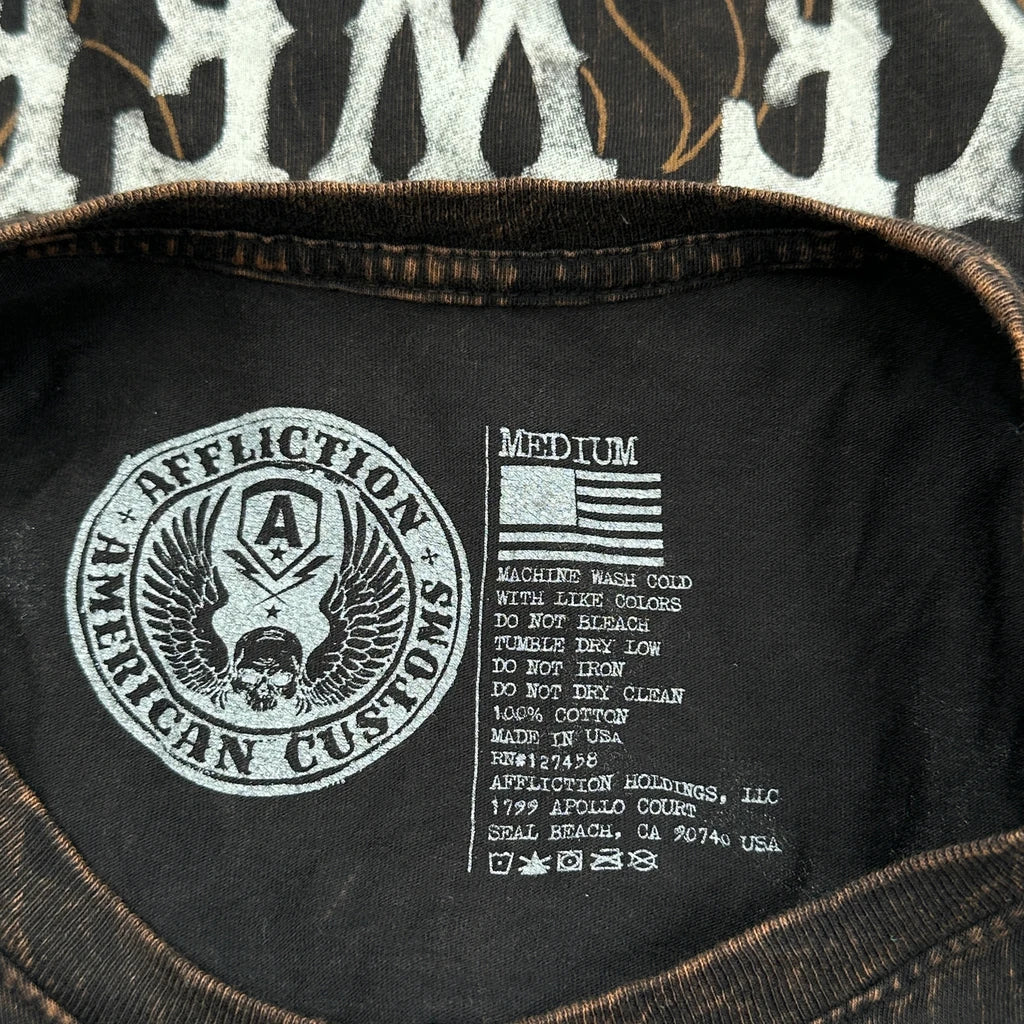 AFFLICTION
A
AMERICAN CUSTOMS
MEDIUM
MACHINE WASH COLD
WITH LIKE COLORS
DO NOT BLEACH
TUMBLE DRY LOW
DO NOT IRON
DO NOT DRY CLEAN
100% COTTON
MADE IN USA
RN#127458
AFFLICTION HOLDINGS, LLC
1799 APOLLO COURT
SEAL BEACH, CA 90740 USA